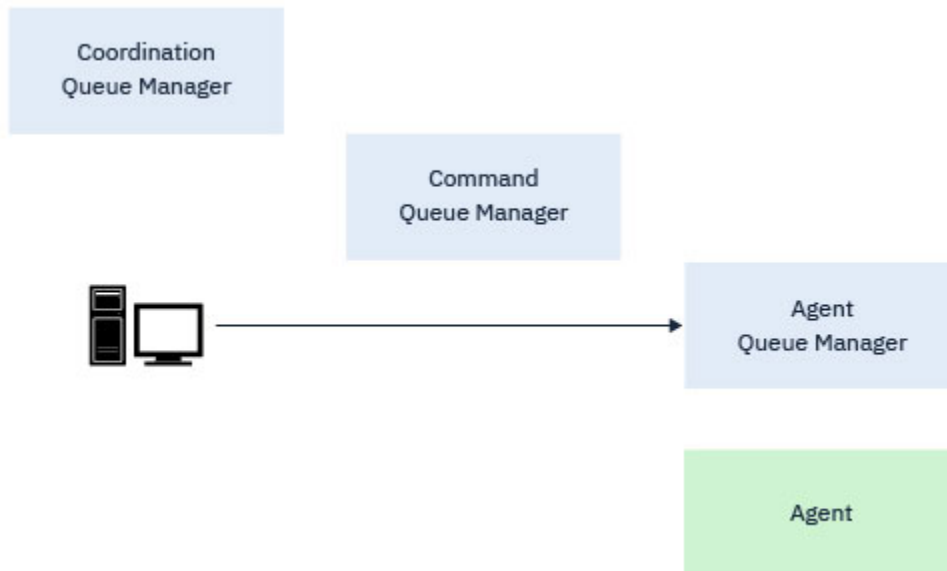 Coordination
Queue Manager
Command
Queue Manager
Agent
Queue Manager
Agent